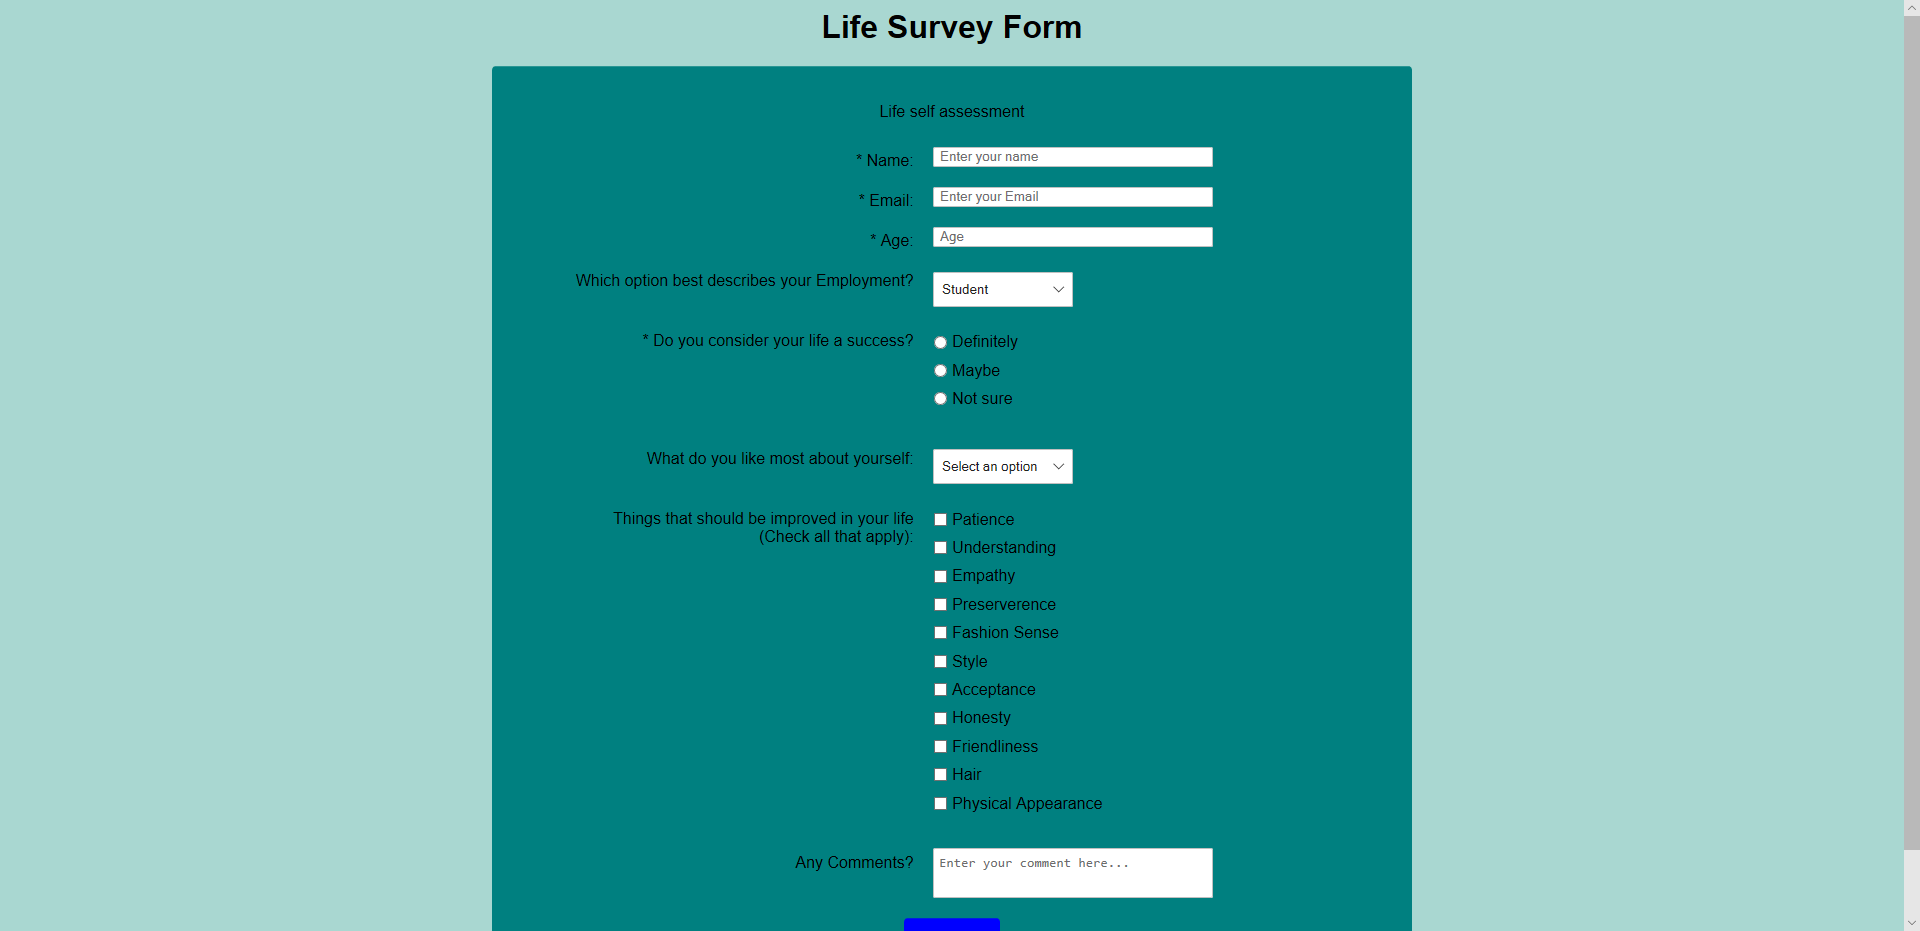 Life Survey Form
Life self assessment
* Name:
Enter your name
* Email:
Enter your Email
* Age:
Age
Which option best describes your Employment?
Student
* Do you consider your life a success?
Definitely
Maybe
Not sure
What do you like most about yourself:
Select an option
Things that should be improved in your life
(Check all that apply):
Patience
Understanding
Empathy
Preserverence
Fashion Sense
Style
Acceptance
Honesty
Friendliness
Hair
Physical Appearance
Any Comments?
Enter your comment here...